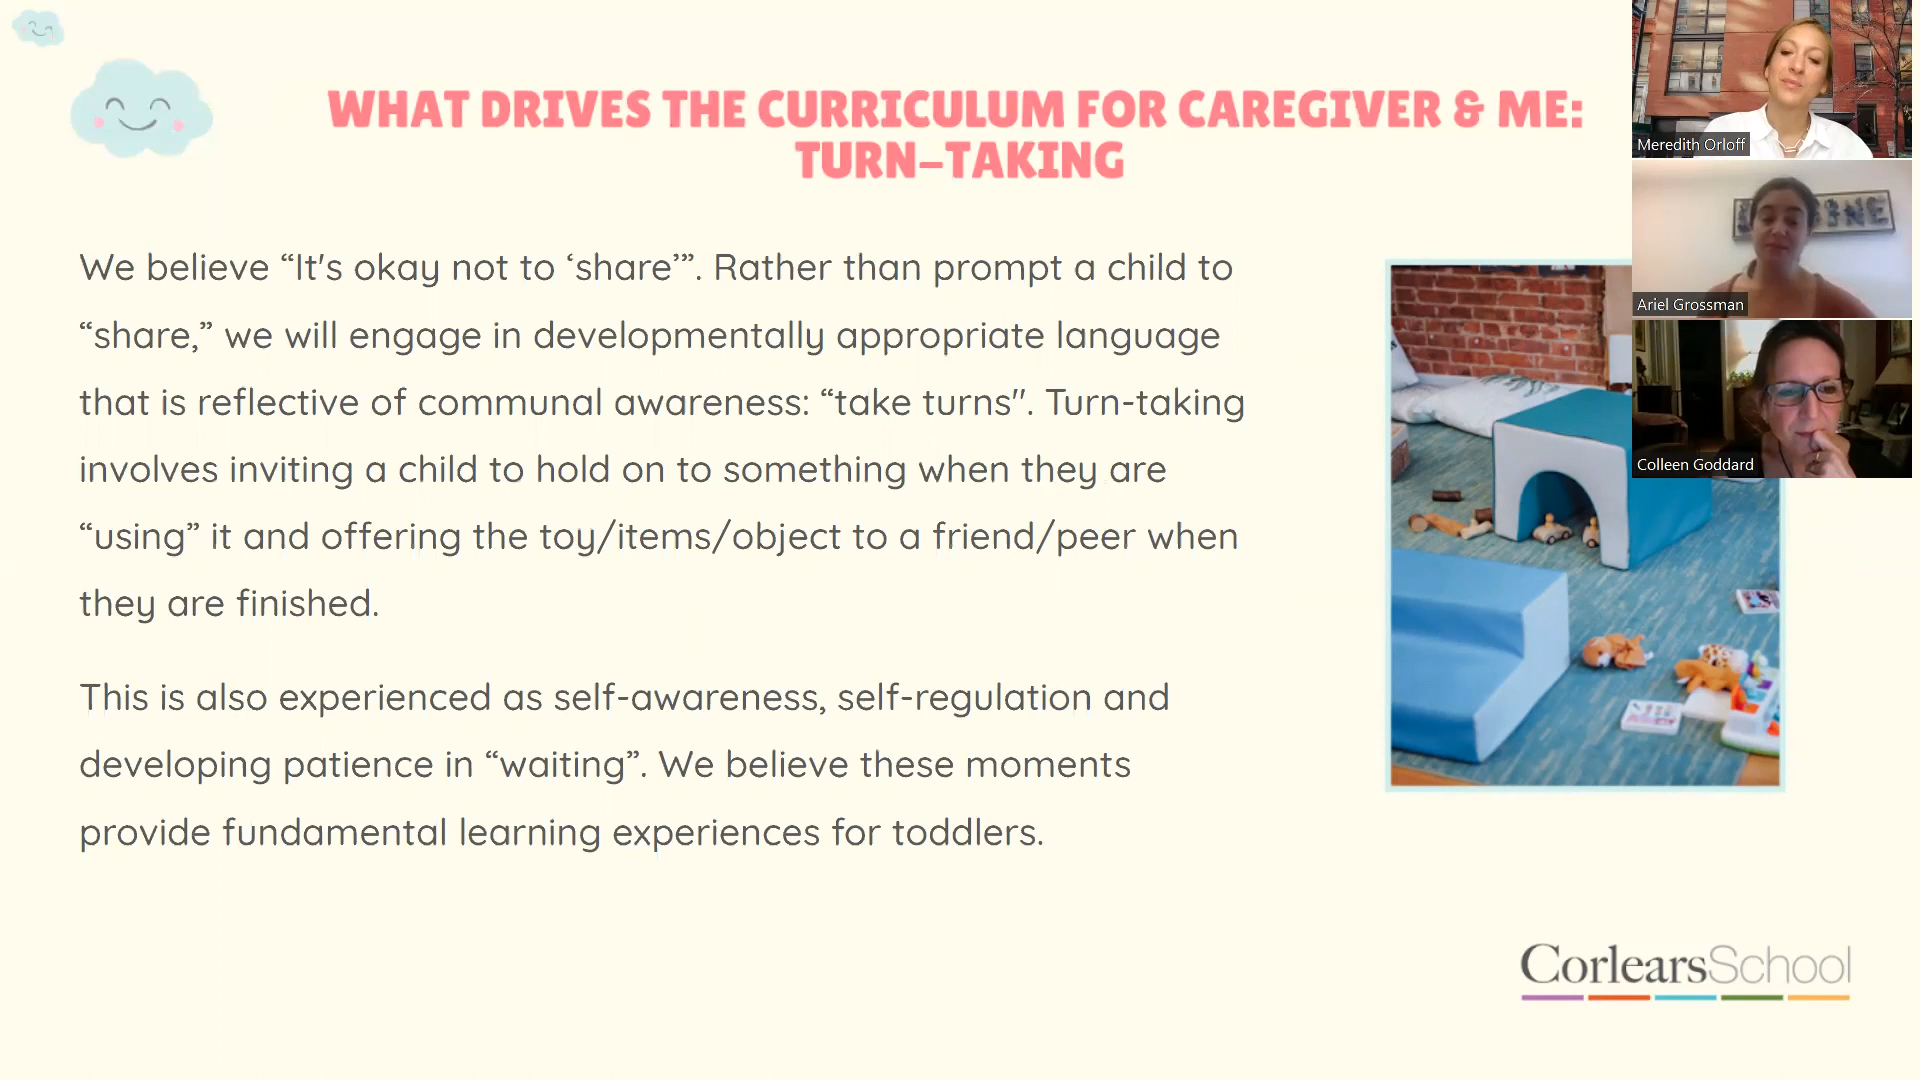 WHAT DRIVES THE CURRICULUM FOR CAREGIVER & ME:
TURN–TAKING
We believe “It's okay not to ‘share’”. Rather than prompt a child to
“share,” we will engage in developmentally appropriate language
that is reflective of communal awareness: “take turns". Turn-taking
involves inviting a child to hold on to something when they are
“using” it and offering the toy/items/object to a friend/peer when
they are finished.
This is also experienced as self-awareness, self-regulation and
developing patience in “waiting”. We believe these moments
provide fundamental learning experiences for toddlers.
Meredith Orloff
Ariel Grossman
Colleen Goddard
CorlearsSchool